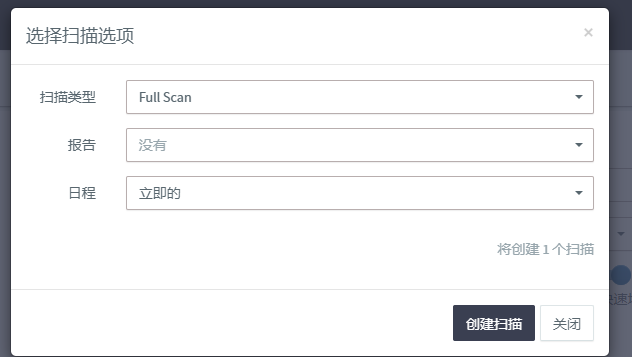 选择扫描选项
×
扫描类型 Full Scan
报告 没有
日程 立即的
将创建 1 个扫描
创建扫描 关闭